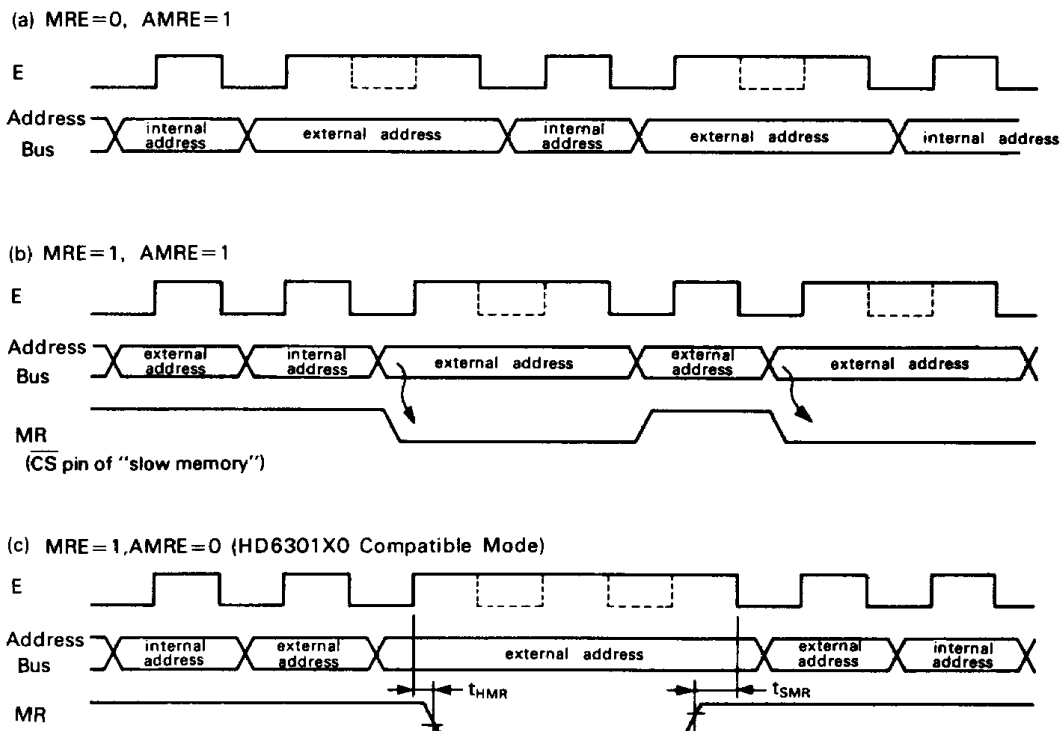 (a) MRE=0, AMRE=1
E
Address
Bus
internal
address
external address
internal
address
external address
internal address
(b) MRE=1, AMRE=1
E
Address
Bus
external
address
internal
address
external address
external
address
external address
MR
(CS pin of "slow memory")
(c) MRE=1,AMRE=0 (HD6301X0 Compatible Mode)
E
Address
Bus
internal
address
external
address
external address
external
address
internal
address
tHMR
tSMR
MR